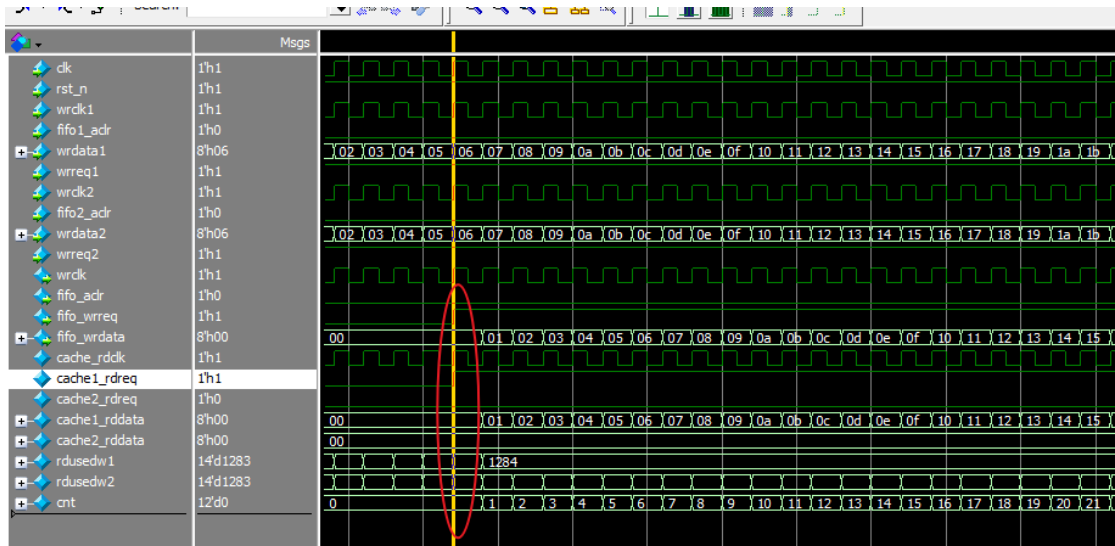 Msgs
clk 1'h1
rst_n 1'h1
wrclk1 1'h1
fifo1_aclr 1'h0
wrdata1 8'h06 02 03 04 05 06 07 08 09 0a 0b 0c 0d 0e 0f 10 11 12 13 14 15 16 17 18 19 1a 1b
wrreq1 1'h1
wrclk2 1'h1
fifo2_aclr 1'h0
wrdata2 8'h06 02 03 04 05 06 07 08 09 0a 0b 0c 0d 0e 0f 10 11 12 13 14 15 16 17 18 19 1a 1b
wrreq2 1'h1
wrclk 1'h1
fifo_aclr 1'h0
fifo_wrreq 1'h1
fifo_wrdata 8'h00 00 01 02 03 04 05 06 07 08 09 0a 0b 0c 0d 0e 0f 10 11 12 13 14 15
cache_rdclk 1'h1
cache1_rdreq 1'h1
cache2_rdreq 1'h0
cache1_rddata 8'h00 00 01 02 03 04 05 06 07 08 09 0a 0b 0c 0d 0e 0f 10 11 12 13 14 15
cache2_rddata 8'h00 00
rdusedw1 14'd1283 1284
rdusedw2 14'd1283
cnt 12'd0 0 1 2 3 4 5 6 7 8 9 10 11 12 13 14 15 16 17 18 19 20 21